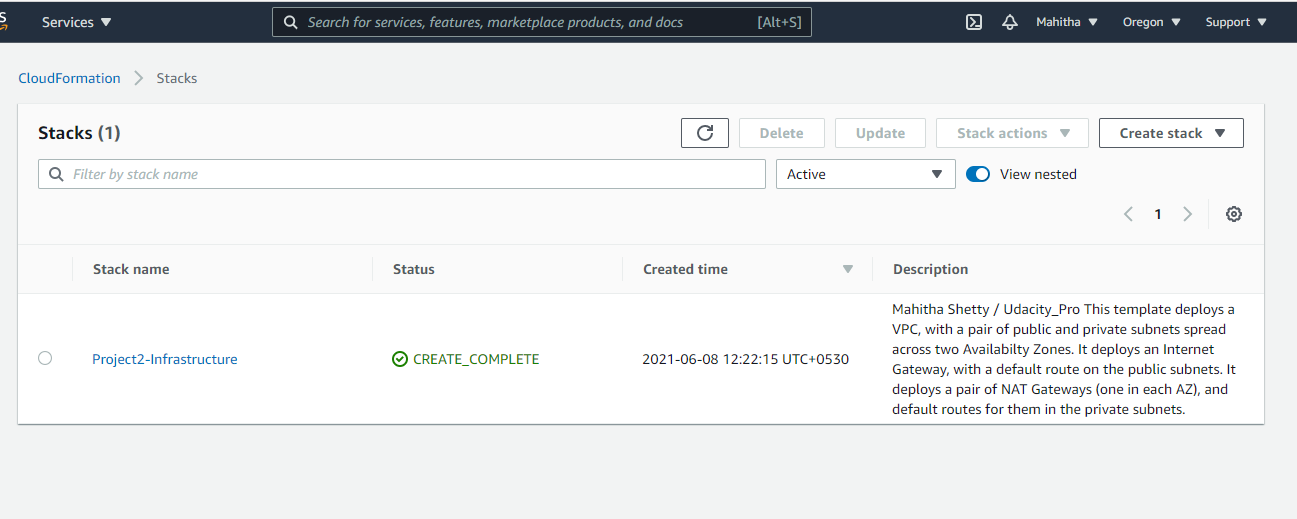 Services
Search for services, features, marketplace products, and docs [Alt+S]
Mahitha
Oregon
Support
CloudFormation
Stacks
Stacks (1)
Delete
Update
Stack actions
Create stack
Filter by stack name
Active
View nested
1
Stack name
Status
Created time
Description
Project2-Infrastructure
CREATE_COMPLETE
2021-06-08 12:22:15 UTC+0530
Mahitha Shetty / Udacity_Pro This template deploys a
VPC, with a pair of public and private subnets spread
across two Availabilty Zones. It deploys an Internet
Gateway, with a default route on the public subnets. It
deploys a pair of NAT Gateways (one in each AZ), and
default routes for them in the private subnets.